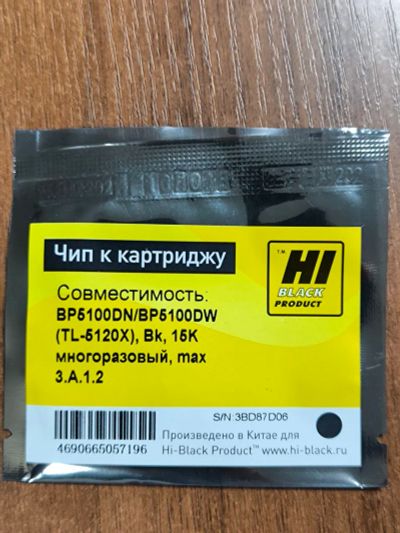 Чип к картриджу
T.M.
HI
BLACK
PRODUCT
Совместимость:
BP5100DN/BP5100DW
(TL-5120X), Bk, 15K
многоразовый, max
3.A.1.2
S/N:3BD87D06
4690665057196
Произведено в Китае для
Hi-Black Product™ www.hi-black.ru